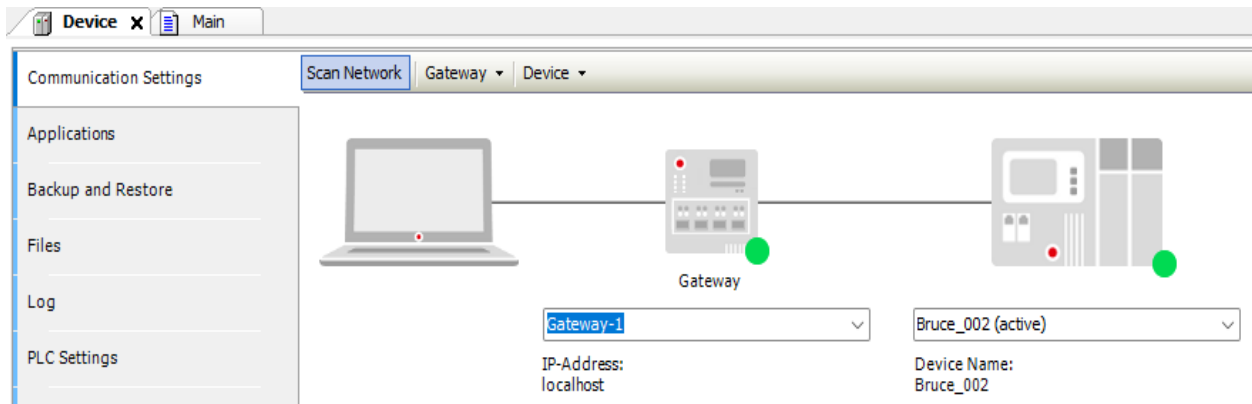 Device
Main
Communication Settings
Scan Network
Gateway
Device
Applications
Backup and Restore
Files
Log
PLC Settings
Gateway
Gateway-1
Bruce_002 (active)
IP-Address:
localhost
Device Name:
Bruce_002